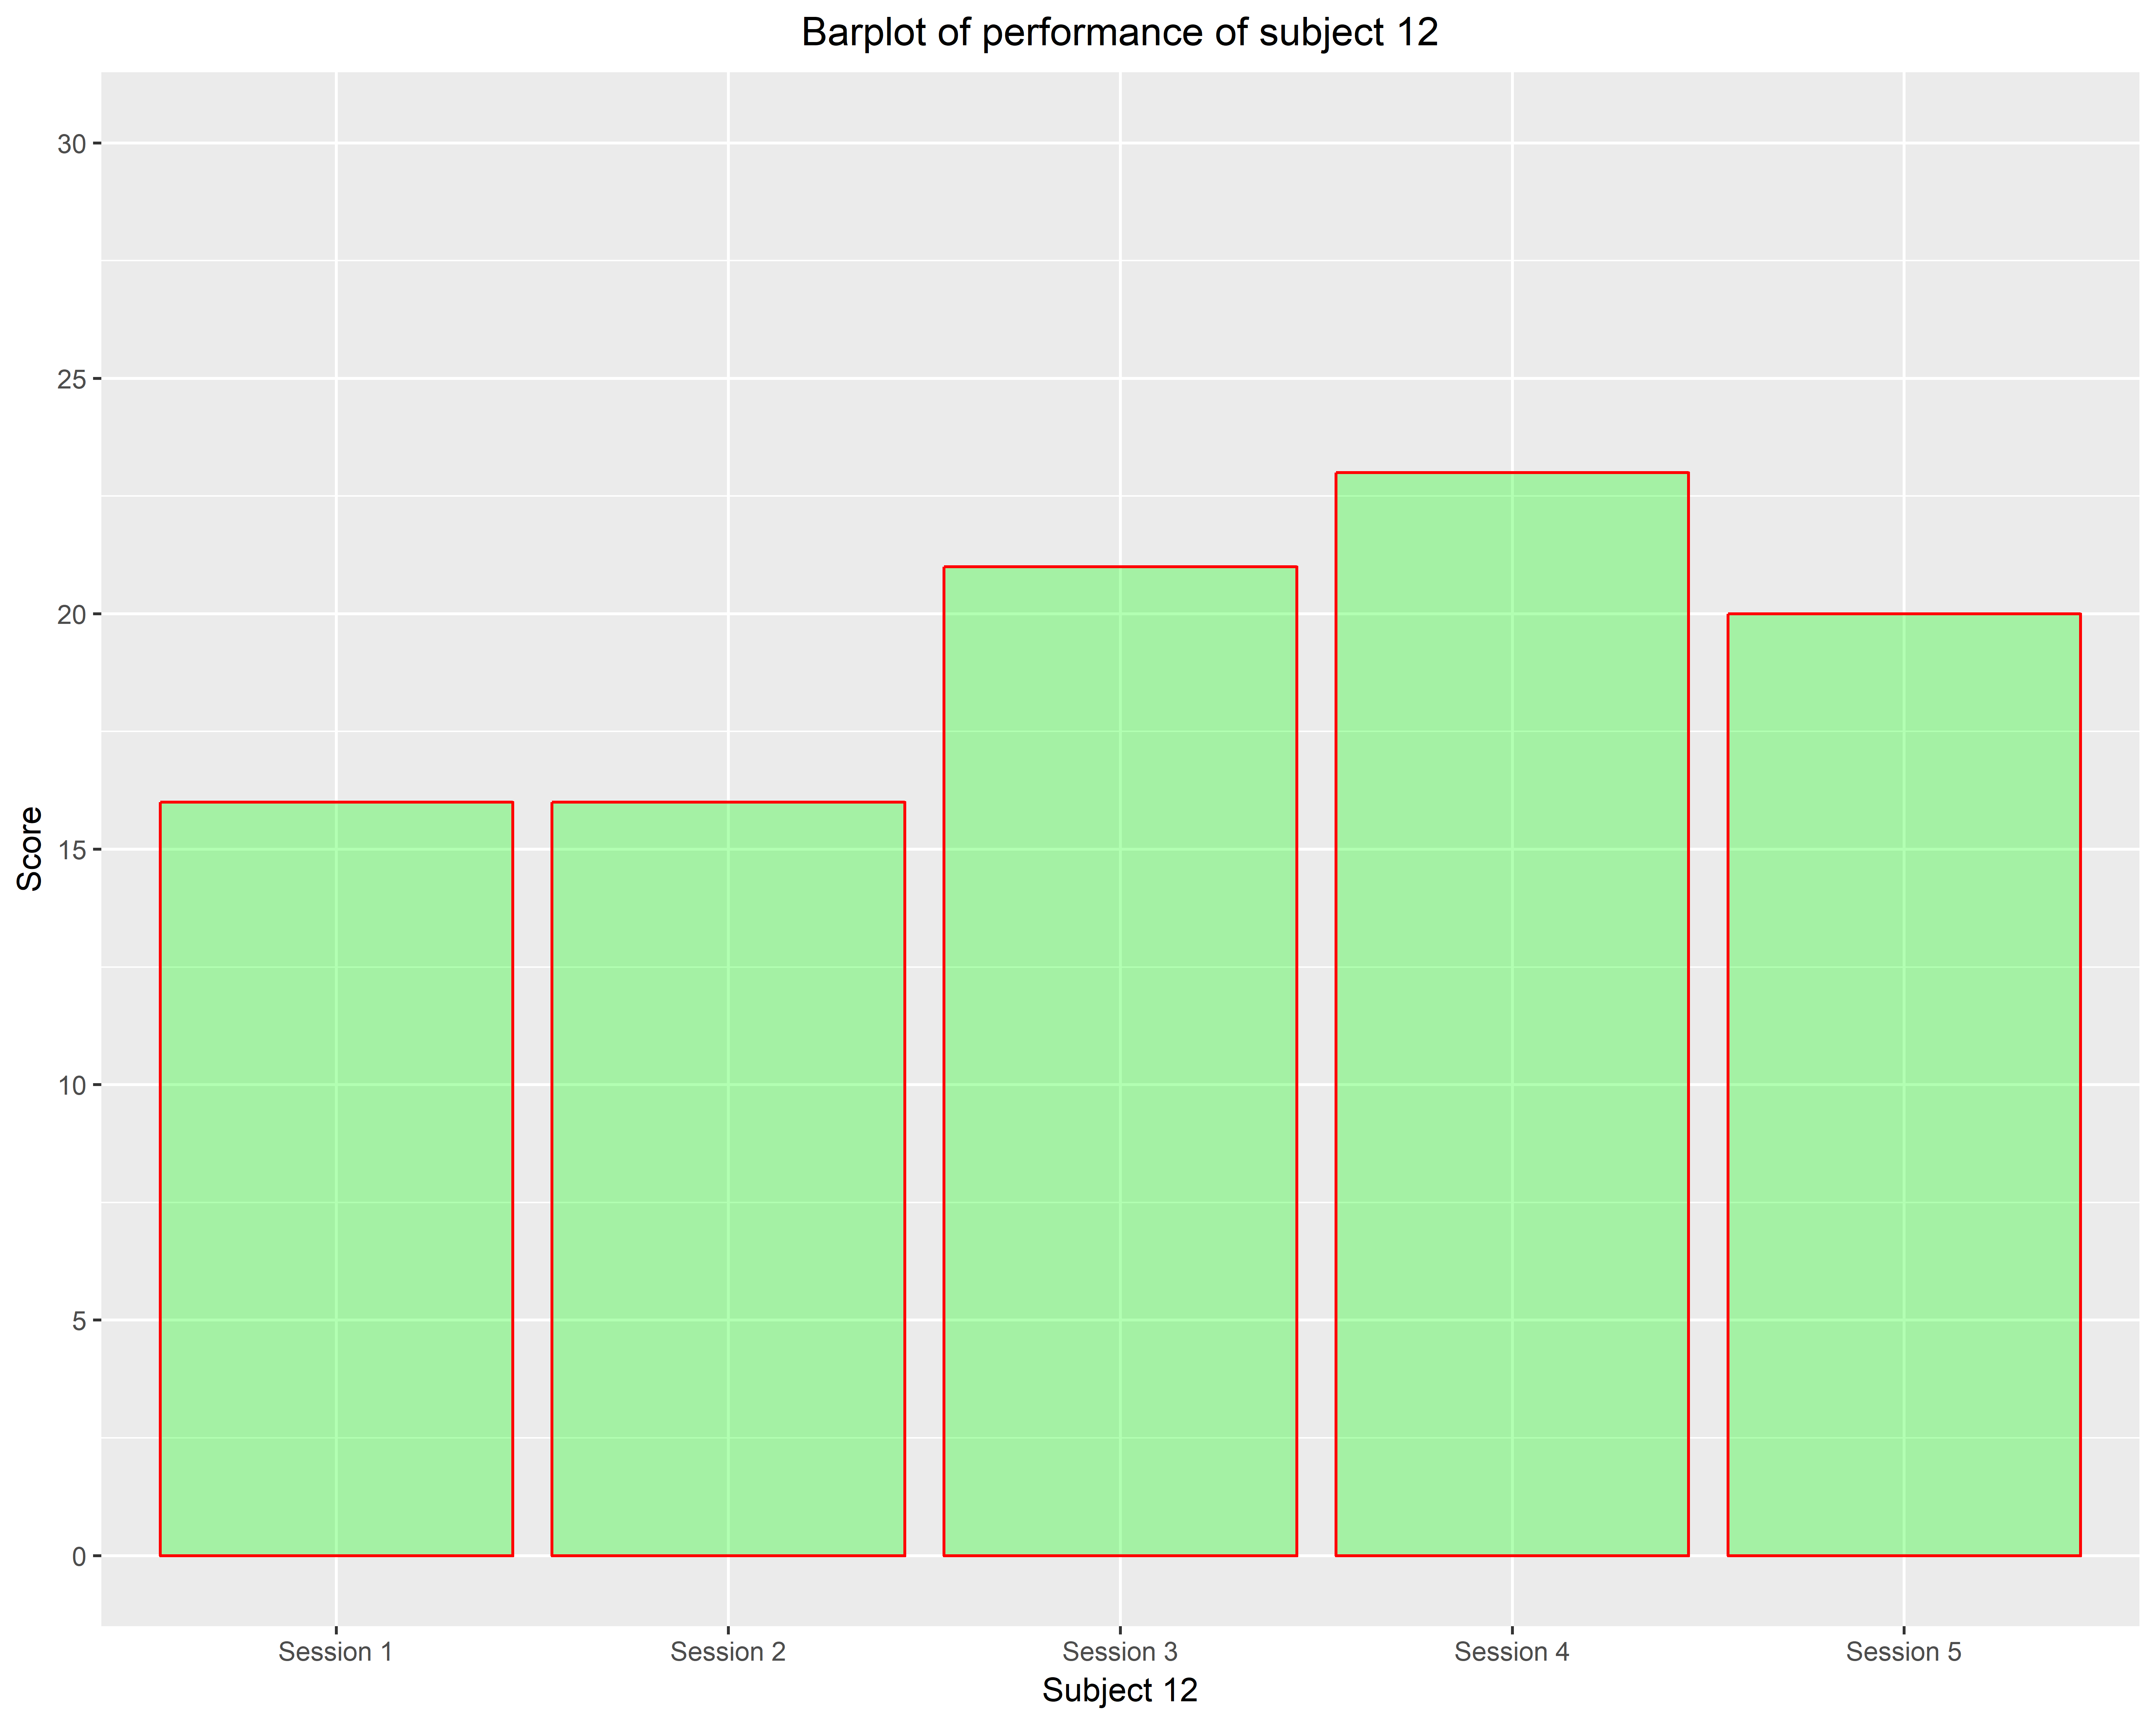 Barplot of performance of subject 12
30
25
20
15
10
5
0
Score
Session 1 Session 2 Session 3 Session 4 Session 5
Subject 12